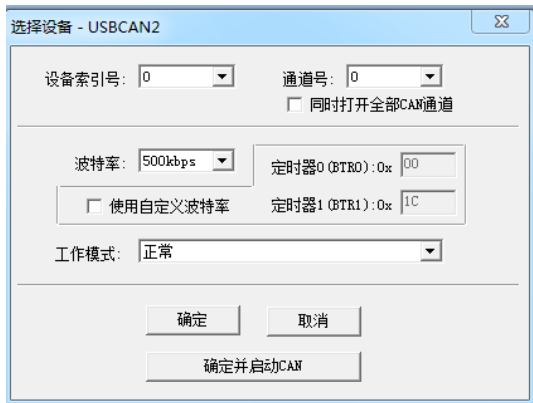 选择设备 - USBCAN2
设备索引号: 0 通道号: 0
同时打开全部CAN通道
波特率: 500kbps 定时器0(BTR0):0x 00
使用自定义波特率 定时器1(BTR1):0x 1C
工作模式: 正常
确定 取消
确定并启动CAN